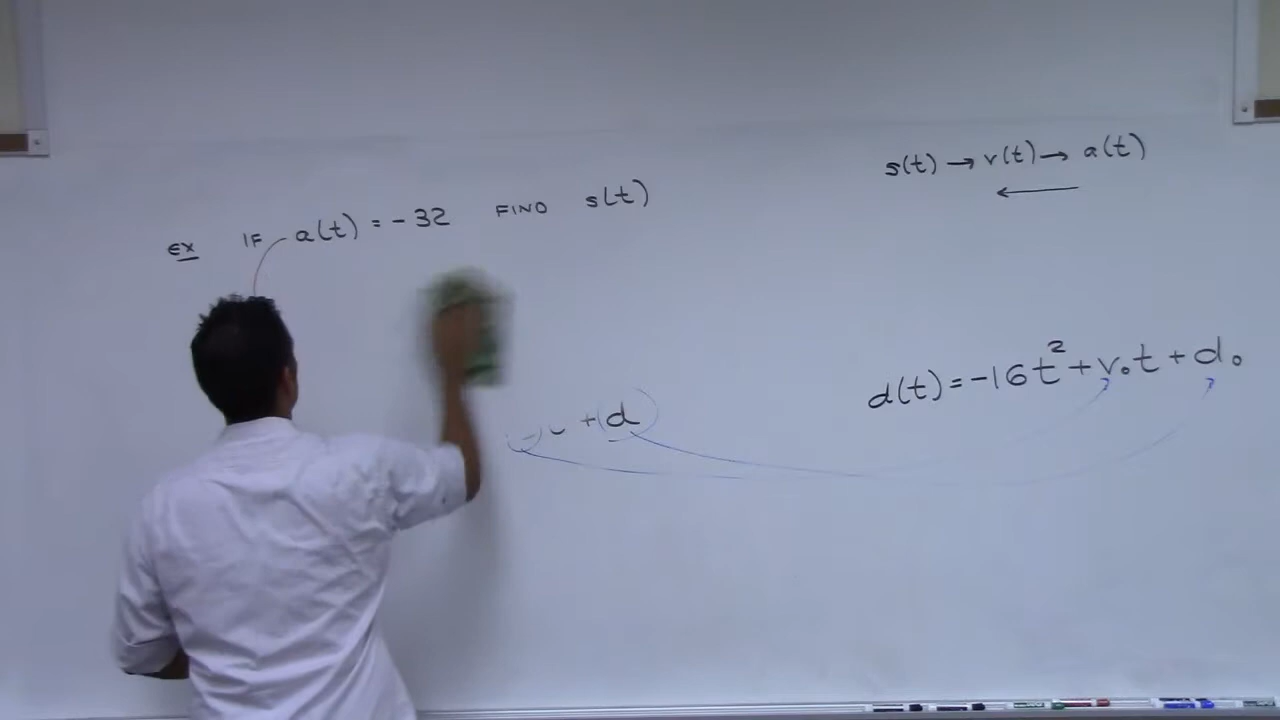 s(t) → v(t) → a(t)
←
ex IF a(t) = -32 FIND s(t)
d(t) = -16t² + v₀t + d₀
+ d